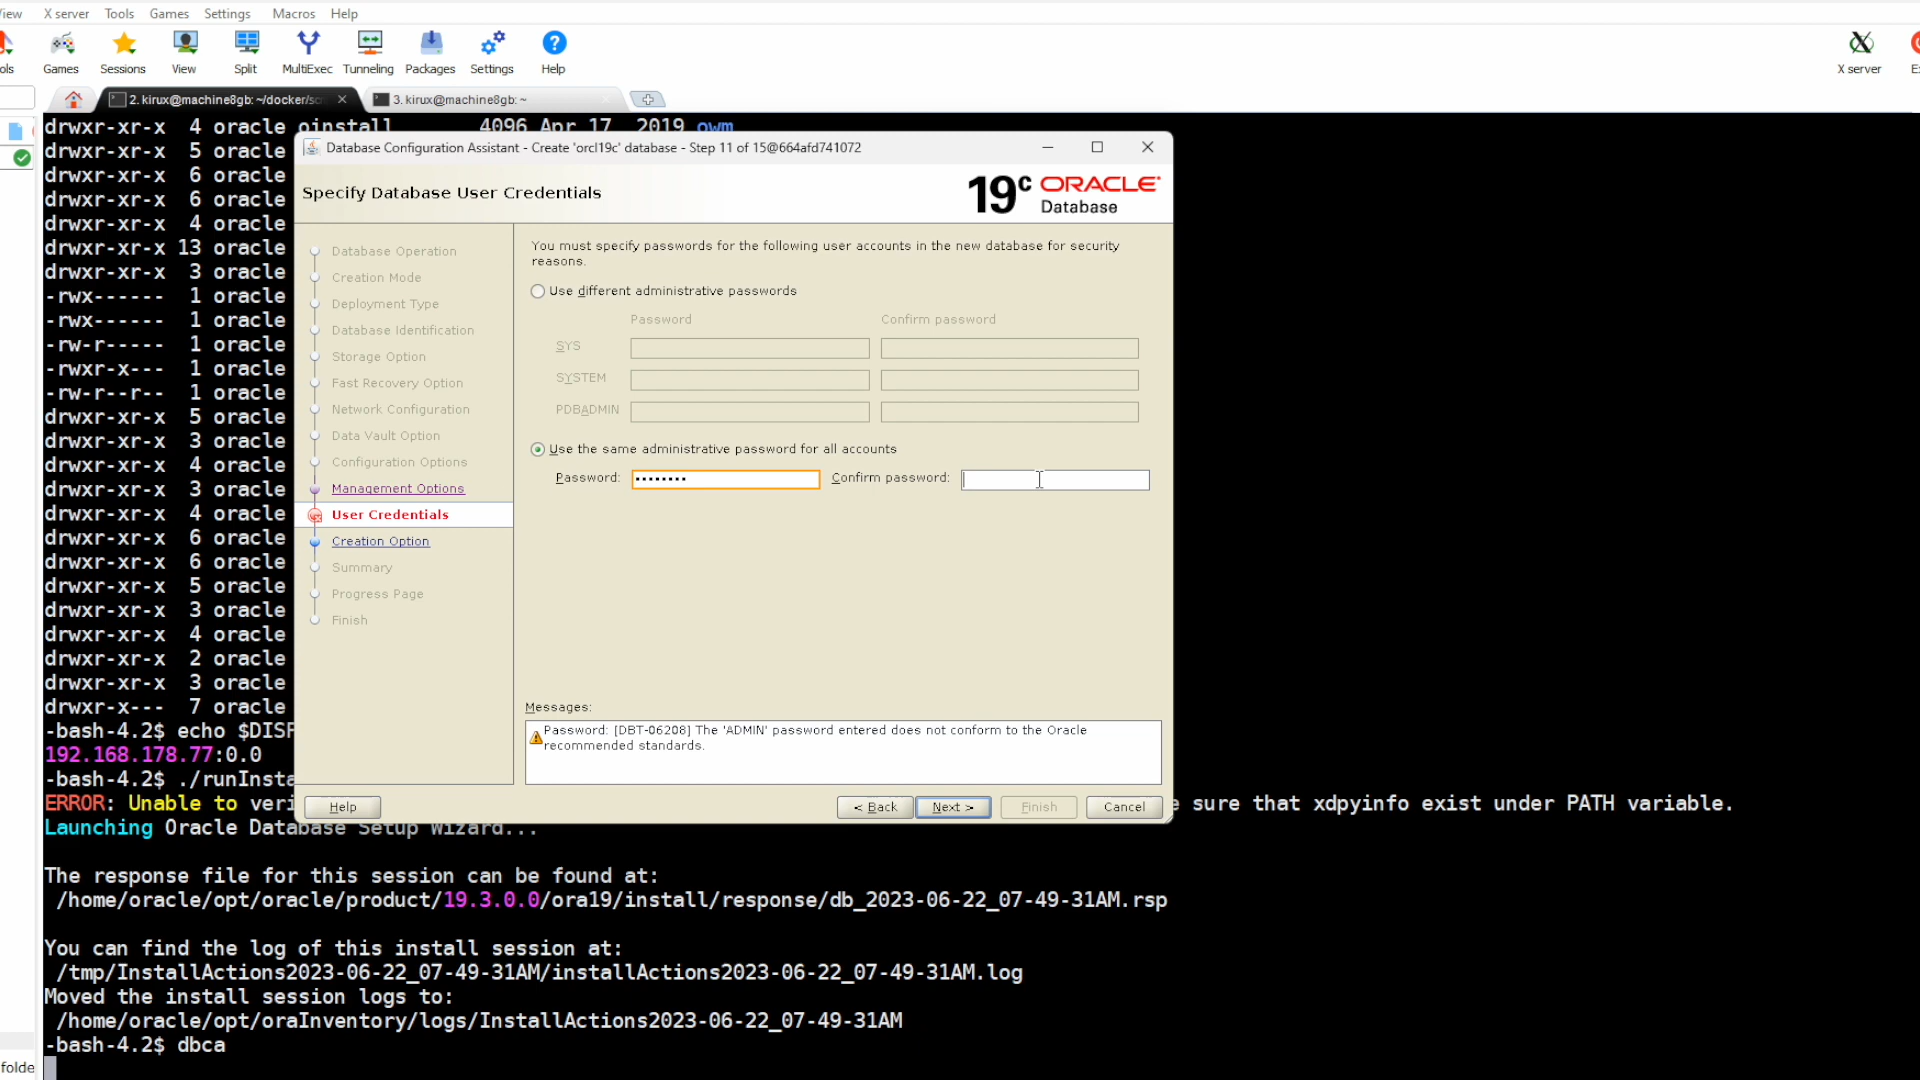 View X server Tools Games Settings Macros Help
Games Sessions View Split MultiExec Tunneling Packages Settings Help X server
2. kirux@machine8gb: ~/docker/sc 3. kirux@machine8gb: ~
drwxr-xr-x 4 oracle oinstall 4096 Apr 17 2019 owm
drwxr-xr-x 5 oracle
drwxr-xr-x 6 oracle
drwxr-xr-x 6 oracle
drwxr-xr-x 4 oracle
drwxr-xr-x 13 oracle
drwxr-xr-x 3 oracle
-rwx------ 1 oracle
-rwx------ 1 oracle
-rw-r----- 1 oracle
-rwxr-x--- 1 oracle
-rw-r--r-- 1 oracle
drwxr-xr-x 5 oracle
drwxr-xr-x 3 oracle
drwxr-xr-x 4 oracle
drwxr-xr-x 3 oracle
drwxr-xr-x 4 oracle
drwxr-xr-x 6 oracle
drwxr-xr-x 6 oracle
drwxr-xr-x 5 oracle
drwxr-xr-x 3 oracle
drwxr-xr-x 4 oracle
drwxr-xr-x 2 oracle
drwxr-xr-x 3 oracle
drwxr-x--- 7 oracle
-bash-4.2$ echo $DISP
192.168.178.77:0.0
-bash-4.2$ ./runInsta
ERROR: Unable to veri e sure that xdpyinfo exist under PATH variable.
Launching Oracle Database Setup Wizard...
The response file for this session can be found at:
/home/oracle/opt/oracle/product/19.3.0.0/ora19/install/response/db_2023-06-22_07-49-31AM.rsp
You can find the log of this install session at:
/tmp/InstallActions2023-06-22_07-49-31AM/installActions2023-06-22_07-49-31AM.log
Moved the install session logs to:
/home/oracle/opt/oraInventory/logs/InstallActions2023-06-22_07-49-31AM
-bash-4.2$ dbca
folde
Database Configuration Assistant - Create 'orcl19c' database - Step 11 of 15@664afd741072
Specify Database User Credentials
19c ORACLE
Database
Database Operation
Creation Mode
Deployment Type
Database Identification
Storage Option
Fast Recovery Option
Network Configuration
Data Vault Option
Configuration Options
Management Options
User Credentials
Creation Option
Summary
Progress Page
Finish
You must specify passwords for the following user accounts in the new database for security
reasons.
Use different administrative passwords
Password Confirm password
SYS
SYSTEM
PDBADMIN
Use the same administrative password for all accounts
Password: •••••••• Confirm password:
Messages:
Password: [DBT-06208] The 'ADMIN' password entered does not conform to the Oracle
recommended standards.
Help < Back Next > Finish Cancel